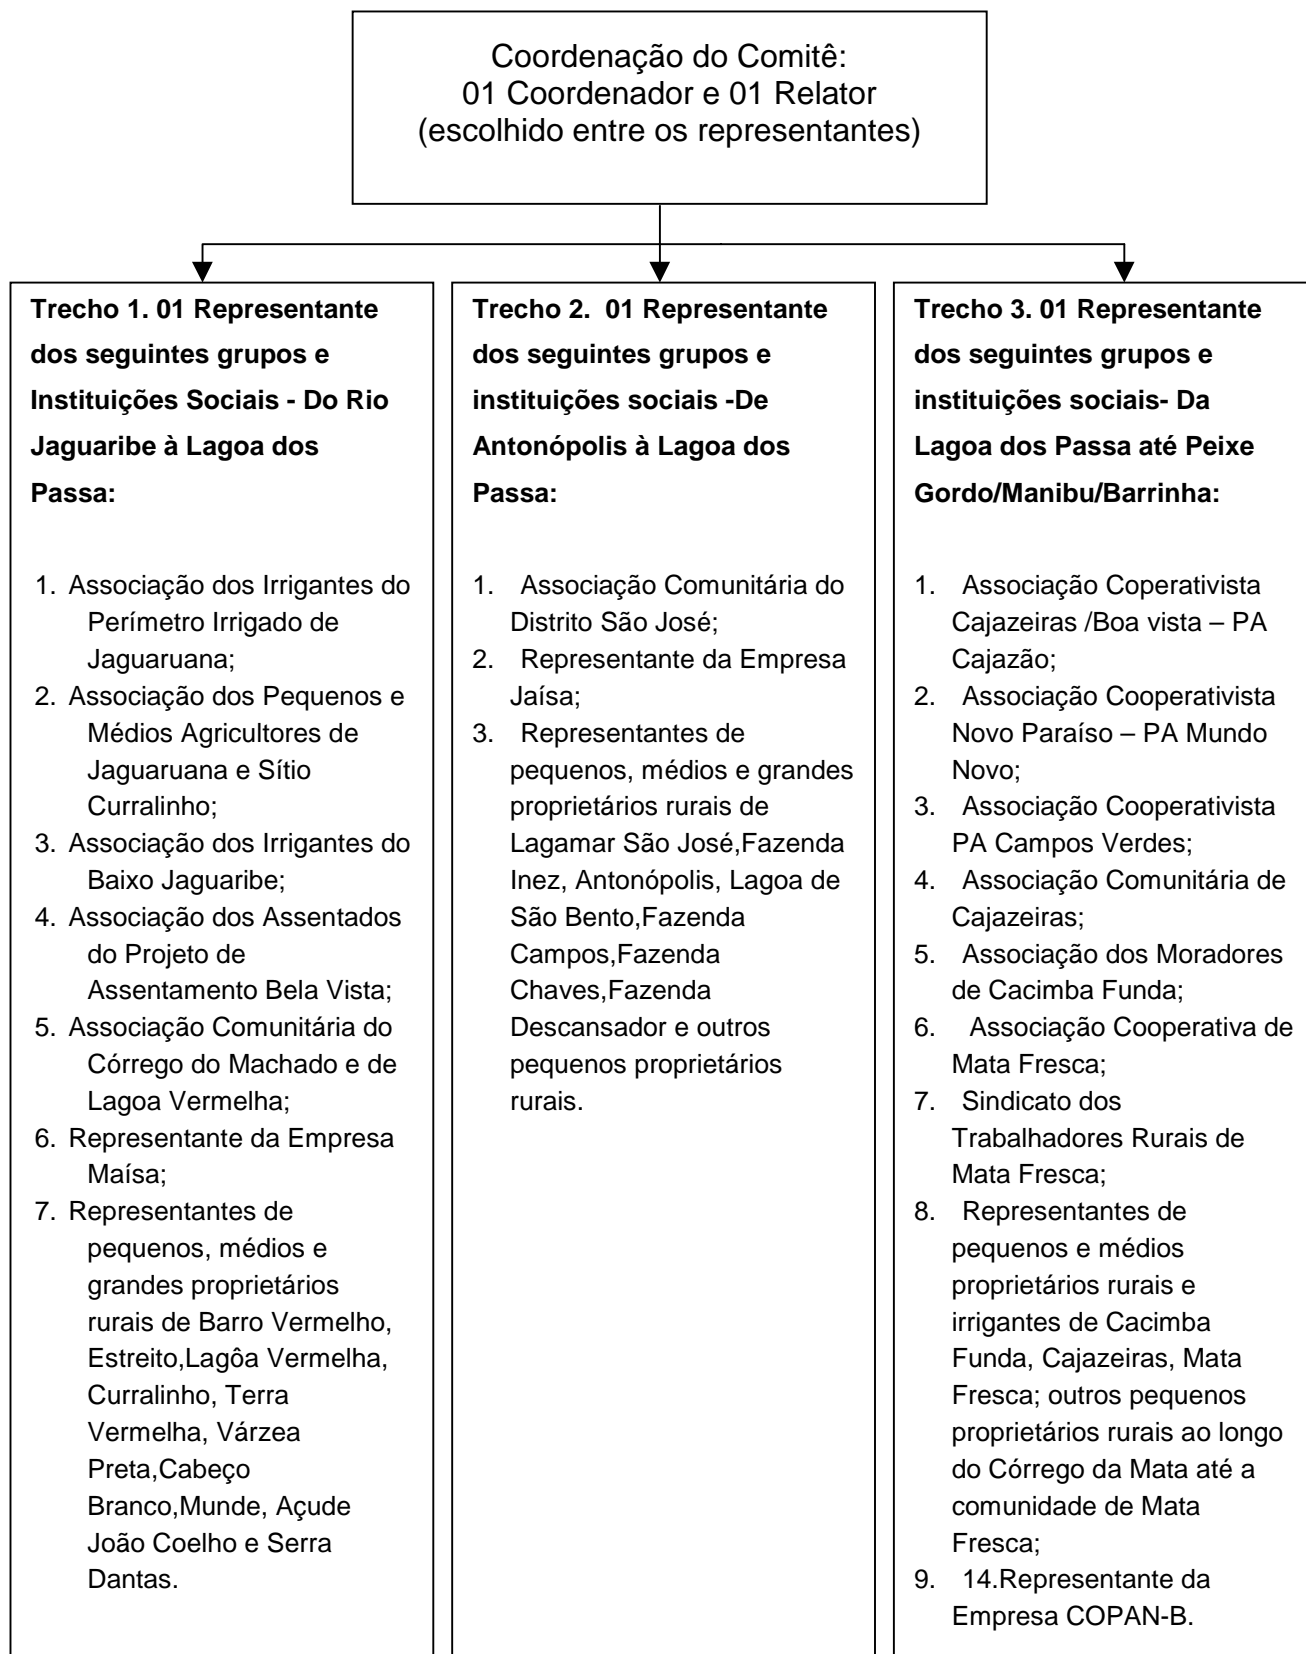 Coordenação do Comitê:
01 Coordenador e 01 Relator
(escolhido entre os representantes)
Trecho 1. 01 Representante
dos seguintes grupos e
Instituições Sociais - Do Rio
Jaguaribe à Lagoa dos
Passa:
1. Associação dos Irrigantes do
Perímetro Irrigado de
Jaguaruana;
2. Associação dos Pequenos e
Médios Agricultores de
Jaguaruana e Sítio
Curralinho;
3. Associação dos Irrigantes do
Baixo Jaguaribe;
4. Associação dos Assentados
do Projeto de
Assentamento Bela Vista;
5. Associação Comunitária do
Córrego do Machado e de
Lagoa Vermelha;
6. Representante da Empresa
Maísa;
7. Representantes de
pequenos, médios e
grandes proprietários
rurais de Barro Vermelho,
Estreito,Lagôa Vermelha,
Curralinho, Terra
Vermelha, Várzea
Preta,Cabeço
Branco,Munde, Açude
João Coelho e Serra
Dantas.
Trecho 2. 01 Representante
dos seguintes grupos e
instituições sociais -De
Antonópolis à Lagoa dos
Passa:
1. Associação Comunitária do
Distrito São José;
2. Representante da Empresa
Jaísa;
3. Representantes de
pequenos, médios e grandes
proprietários rurais de
Lagamar São José,Fazenda
Inez, Antonópolis, Lagoa de
São Bento,Fazenda
Campos,Fazenda
Chaves,Fazenda
Descansador e outros
pequenos proprietários
rurais.
Trecho 3. 01 Representante
dos seguintes grupos e
instituições sociais- Da
Lagoa dos Passa até Peixe
Gordo/Manibu/Barrinha:
1. Associação Coperativista
Cajazeiras /Boa vista – PA
Cajazão;
2. Associação Cooperativista
Novo Paraíso – PA Mundo
Novo;
3. Associação Cooperativista
PA Campos Verdes;
4. Associação Comunitária de
Cajazeiras;
5. Associação dos Moradores
de Cacimba Funda;
6. Associação Cooperativa de
Mata Fresca;
7. Sindicato dos
Trabalhadores Rurais de
Mata Fresca;
8. Representantes de
pequenos e médios
proprietários rurais e
irrigantes de Cacimba
Funda, Cajazeiras, Mata
Fresca; outros pequenos
proprietários rurais ao longo
do Córrego da Mata até a
comunidade de Mata
Fresca;
9. 14.Representante da
Empresa COPAN-B.